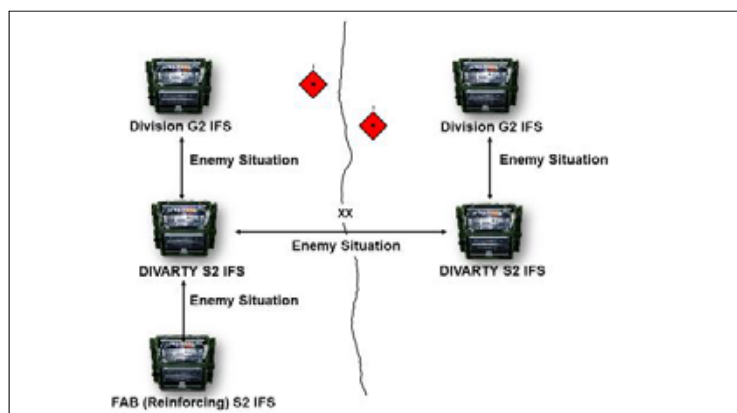 Division G2 IFS
Division G2 IFS
Enemy Situation
Enemy Situation
XX
Enemy Situation
DIVARTY S2 IFS
DIVARTY S2 IFS
Enemy Situation
FAB (Reinforcing) S2 IFS